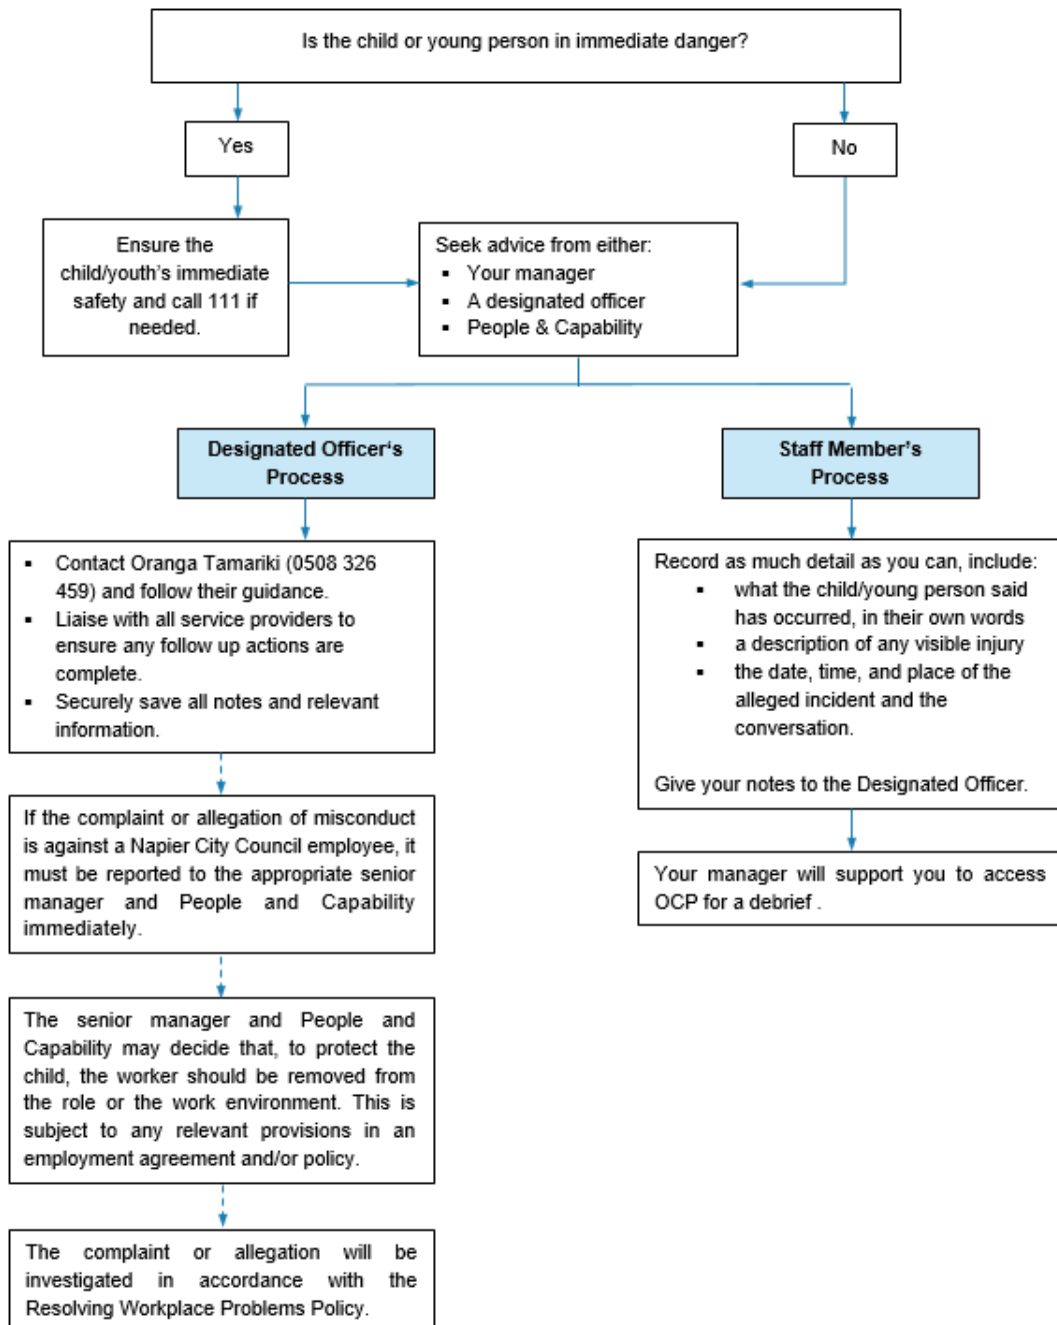 Is the child or young person in immediate danger?
Yes
No
Ensure the
child/youth's immediate
safety and call 111 if
needed.
Seek advice from either:
▪ Your manager
▪ A designated officer
▪ People & Capability
Designated Officer's
Process
Staff Member's
Process
▪ Contact Oranga Tamariki (0508 326
459) and follow their guidance.
▪ Liaise with all service providers to
ensure any follow up actions are
complete.
▪ Securely save all notes and relevant
information.
If the complaint or allegation of misconduct
is against a Napier City Council employee, it
must be reported to the appropriate senior
manager and People and Capability
immediately.
The senior manager and People and
Capability may decide that, to protect the
child, the worker should be removed from
the role or the work environment. This is
subject to any relevant provisions in an
employment agreement and/or policy.
The complaint or allegation will be
investigated in accordance with the
Resolving Workplace Problems Policy.
Record as much detail as you can, include:
▪ what the child/young person said
has occurred, in their own words
▪ a description of any visible injury
▪ the date, time, and place of the
alleged incident and the
conversation.
Give your notes to the Designated Officer.
Your manager will support you to access
OCP for a debrief .